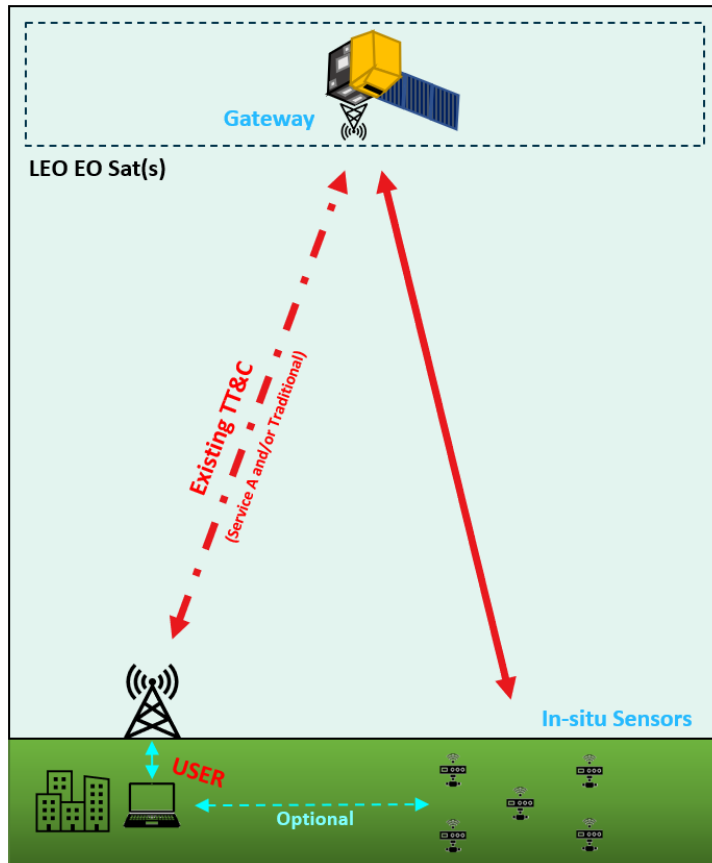 Gateway
LEO EO Sat(s)
Existing TT&C
(Service A and/or Traditional)
In-situ Sensors
USER
Optional